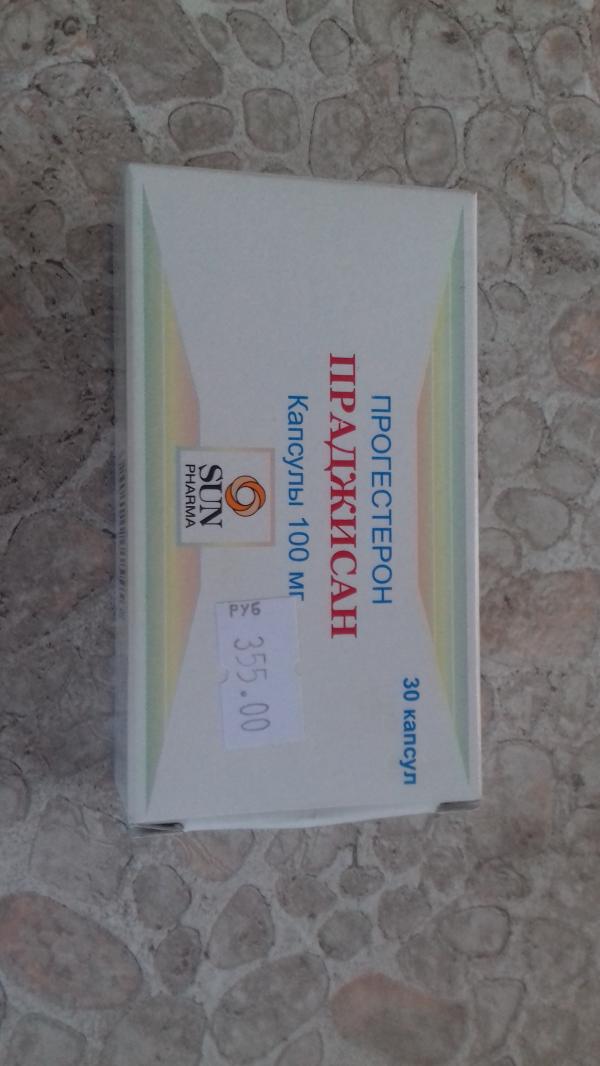 30 капсул
ПРОГЕСТЕРОН
ПРАДЖИСАН
Капсулы 100 мг
SUN
PHARMA
РУБ
355.00